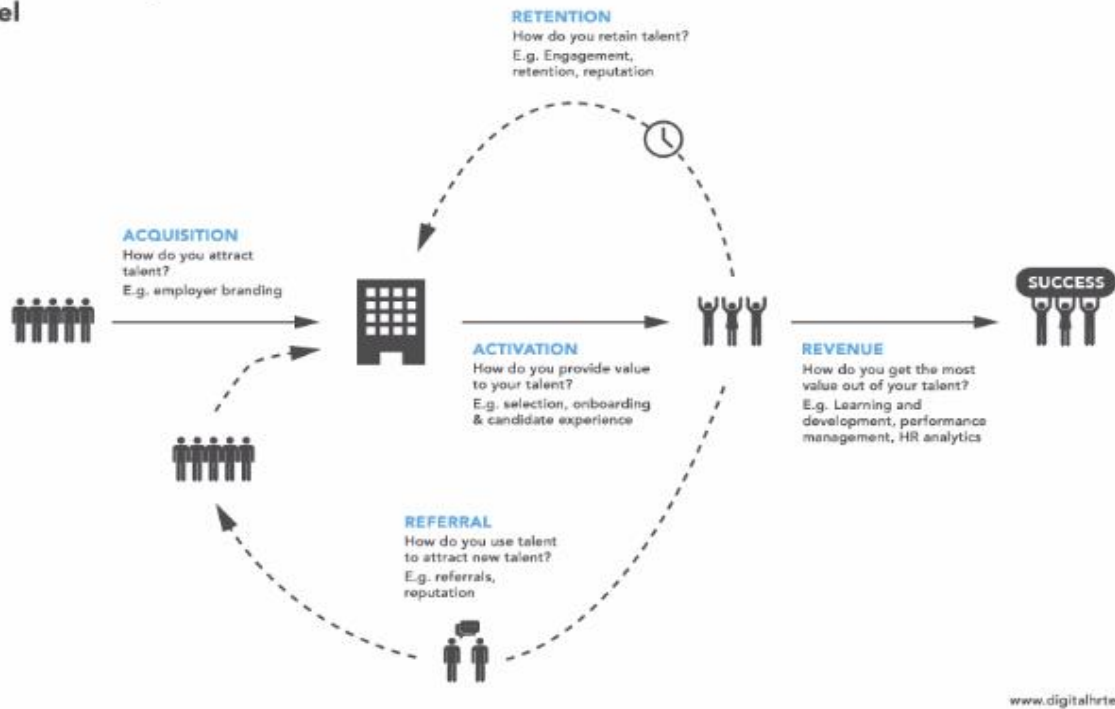 el
RETENTION
How do you retain talent?
E.g. Engagement,
retention, reputation
ACQUISITION
How do you attract
talent?
E.g. employer branding
SUCCESS
ACTIVATION
How do you provide value
to your talent?
E.g. selection, onboarding
& candidate experience
REVENUE
How do you get the most
value out of your talent?
E.g. Learning and
development, performance
management, HR analytics
REFERRAL
How do you use talent
to attract new talent?
E.g. referrals,
reputation
www.digitalhrte